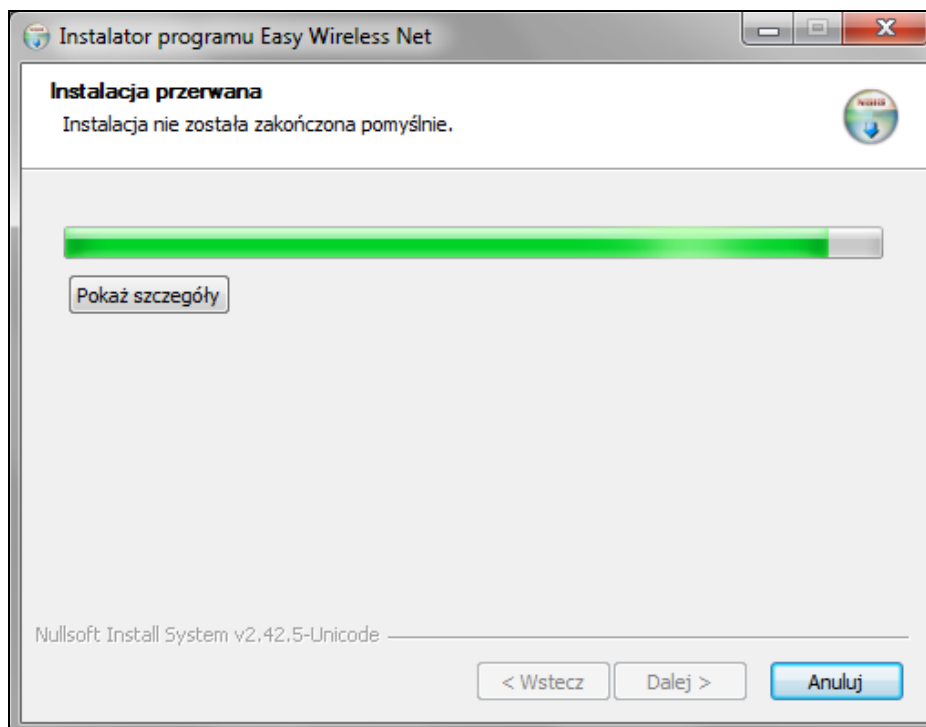 Instalator programu Easy Wireless Net
Instalacja przerwana
Instalacja nie została zakończona pomyślnie.
Pokaż szczegóły
Nullsoft Install System v2.42.5-Unicode
< Wstecz
Dalej >
Anuluj